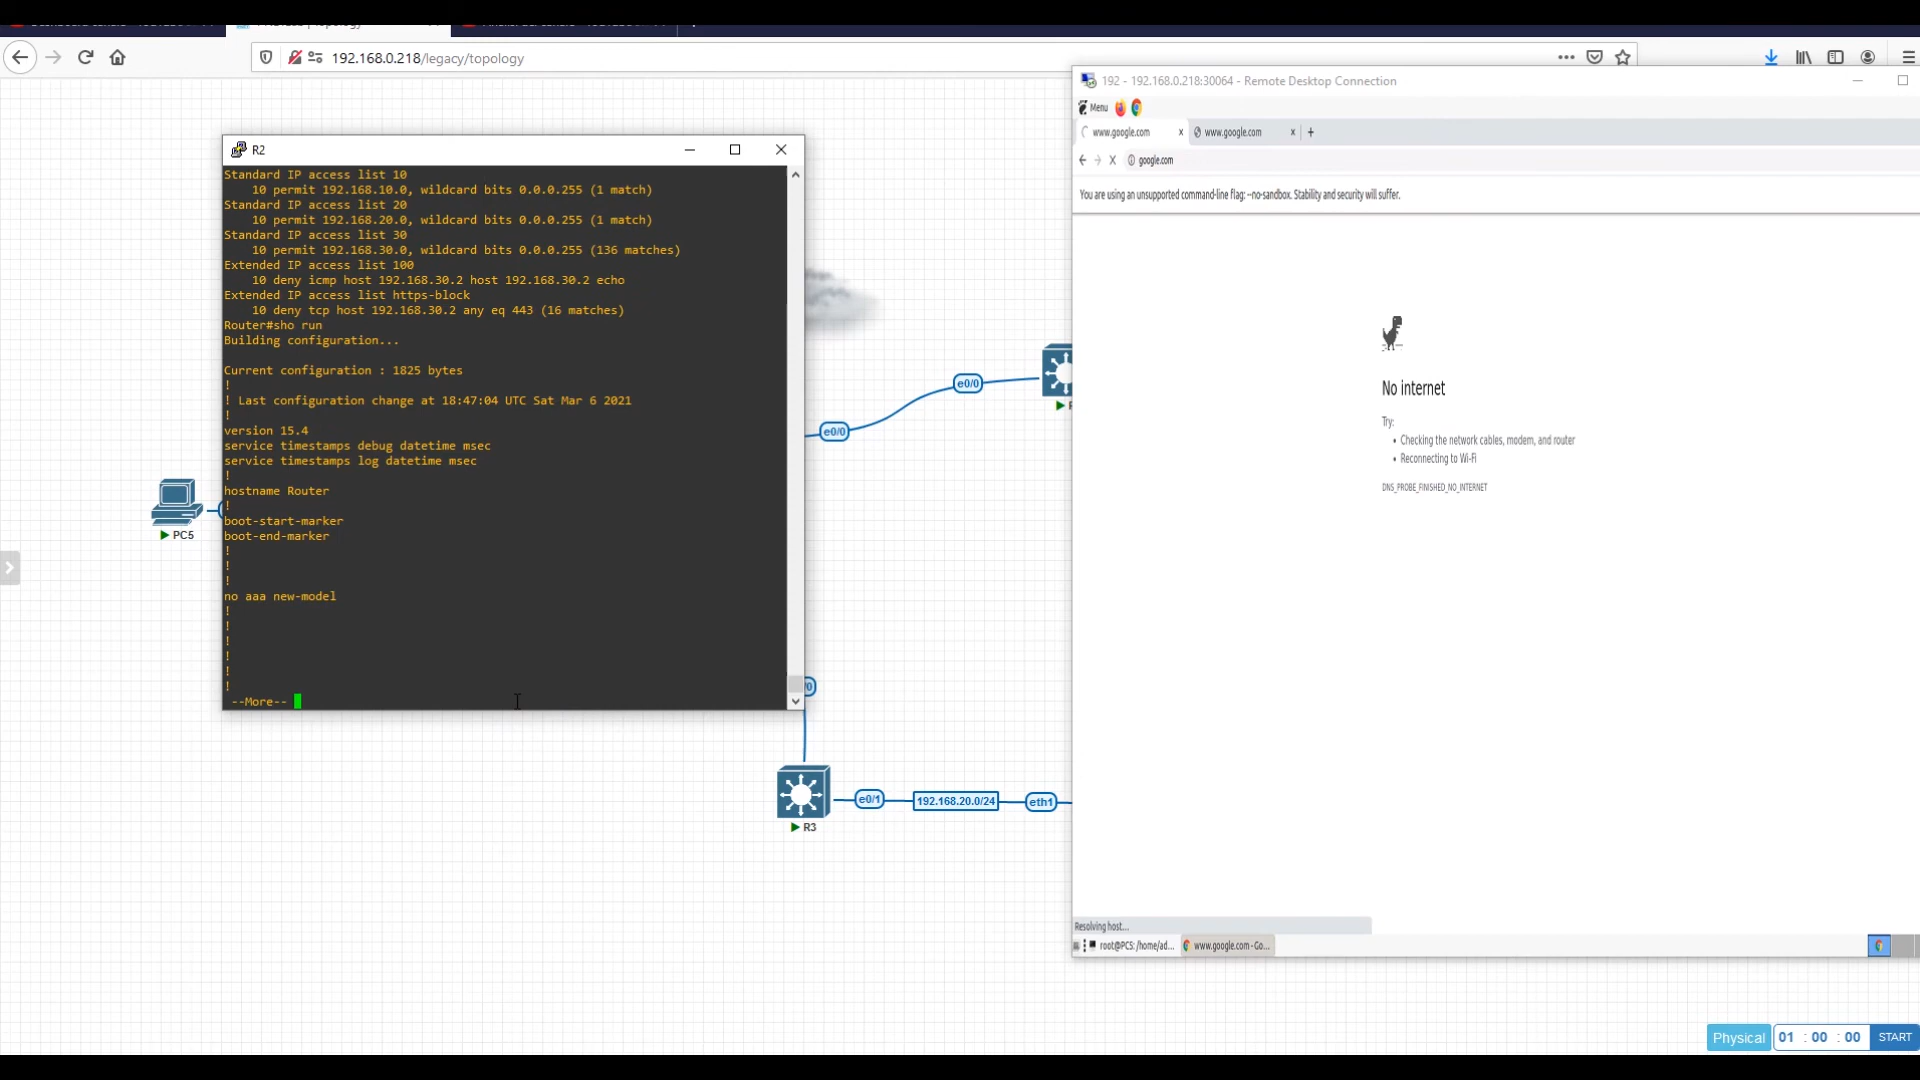 192.168.0.218/legacy/topology
192 - 192.168.0.218:30064 - Remote Desktop Connection
Menu
www.google.com
www.google.com
google.com
You are using an unsupported command-line flag: --no-sandbox. Stability and security will suffer.
No internet
Try:
• Checking the network cables, modem, and router
• Reconnecting to Wi-Fi
DNS_PROBE_FINISHED_NO_INTERNET
Resolving host...
root@PC5: /home/ad...
www.google.com - Go...
R2
Standard IP access list 10
10 permit 192.168.10.0, wildcard bits 0.0.0.255 (1 match)
Standard IP access list 20
10 permit 192.168.20.0, wildcard bits 0.0.0.255 (1 match)
Standard IP access list 30
10 permit 192.168.30.0, wildcard bits 0.0.0.255 (136 matches)
Extended IP access list 100
10 deny icmp host 192.168.30.2 host 192.168.30.2 echo
Extended IP access list https-block
10 deny tcp host 192.168.30.2 any eq 443 (16 matches)
Router#sho run
Building configuration...
Current configuration : 1825 bytes
!
! Last configuration change at 18:47:04 UTC Sat Mar 6 2021
!
version 15.4
service timestamps debug datetime msec
service timestamps log datetime msec
!
hostname Router
!
boot-start-marker
boot-end-marker
!
!
!
no aaa new-model
!
!
!
!
!
!
--More--
e0/0
e0/0
PC5
R3
e0/1
192.168.20.0/24
eth1
Physical
01 : 00 : 00
START